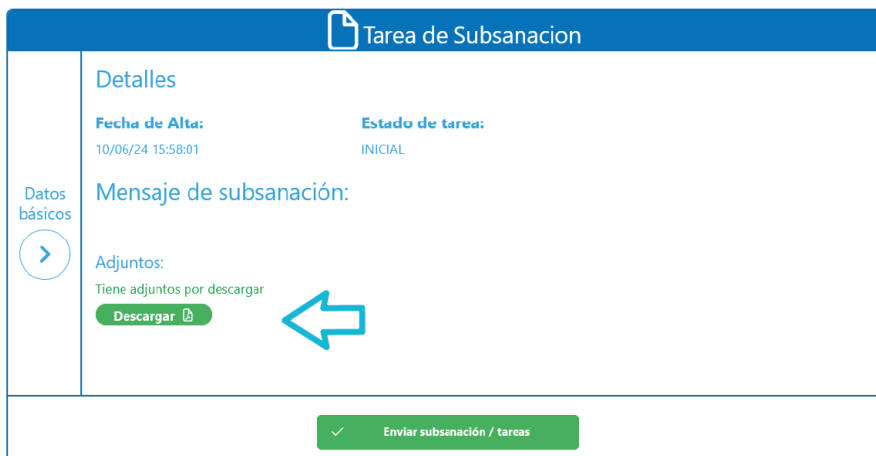 Tarea de Subsanacion
Detalles
Fecha de Alta:
Estado de tarea:
10/06/24 15:58:01
INICIAL
Datos
básicos
Mensaje de subsanación:
Adjuntos:
Tiene adjuntos por descargar
Descargar
Enviar subsanación / tareas